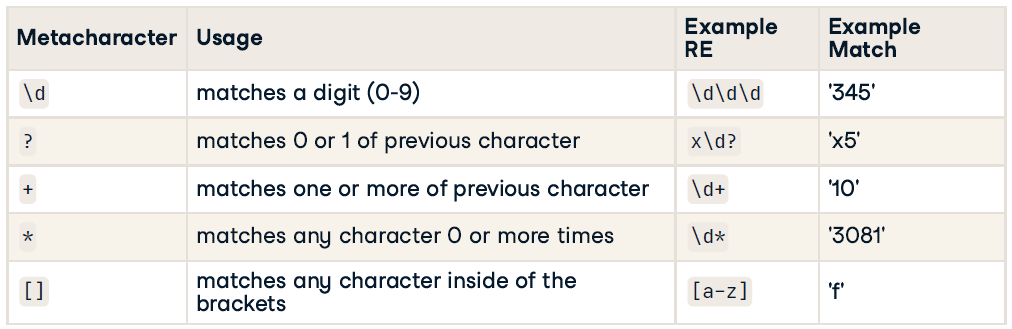 Metacharacter Usage Example RE Example Match
\d matches a digit (0-9) \d\d\d '345'
? matches 0 or 1 of previous character x\d? 'x5'
+ matches one or more of previous character \d+ '10'
* matches any character 0 or more times \d* '3081'
[] matches any character inside of the brackets [a-z] 'f'